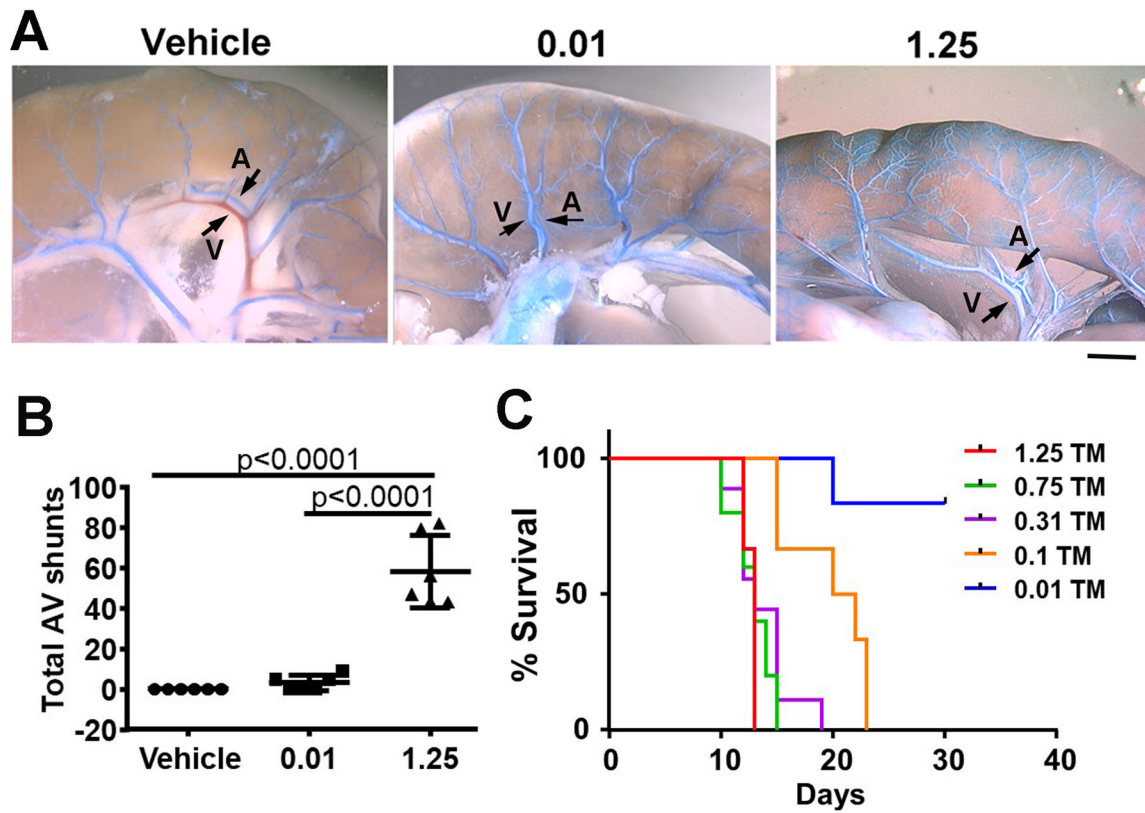 A
Vehicle
0.01
1.25
A
V
V
A
A
V
B
p<0.0001
p<0.0001
Total AV shunts
100
80
60
40
20
0
-20
Vehicle
0.01
1.25
C
% Survival
100
50
0
0
10
20
30
40
Days
1.25 TM
0.75 TM
0.31 TM
0.1 TM
0.01 TM